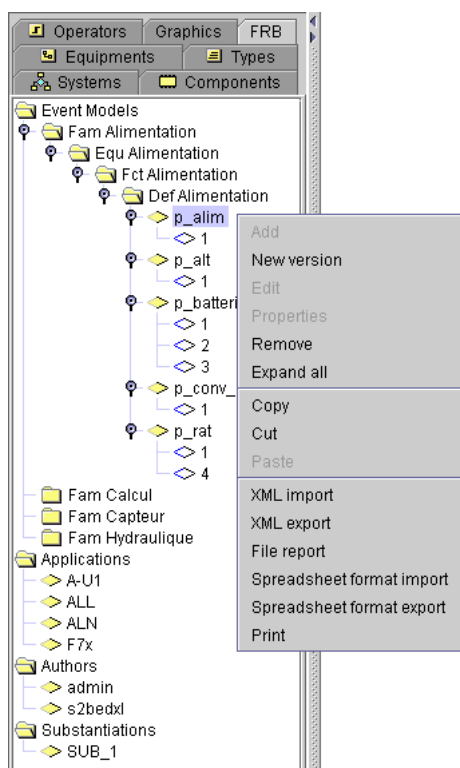 Operators Graphics FRB
Equipments Types
Systems Components
Event Models
Fam Alimentation
Equ Alimentation
Fct Alimentation
Def Alimentation
p_alim
1
p_alt
1
p_batteri
1
2
3
p_conv_
1
p_rat
1
4
Fam Calcul
Fam Capteur
Fam Hydraulique
Applications
A-U1
ALL
ALN
F7x
Authors
admin
s2bedxl
Substantiations
SUB_1
Add
New version
Edit
Properties
Remove
Expand all
Copy
Cut
Paste
XML import
XML export
File report
Spreadsheet format import
Spreadsheet format export
Print